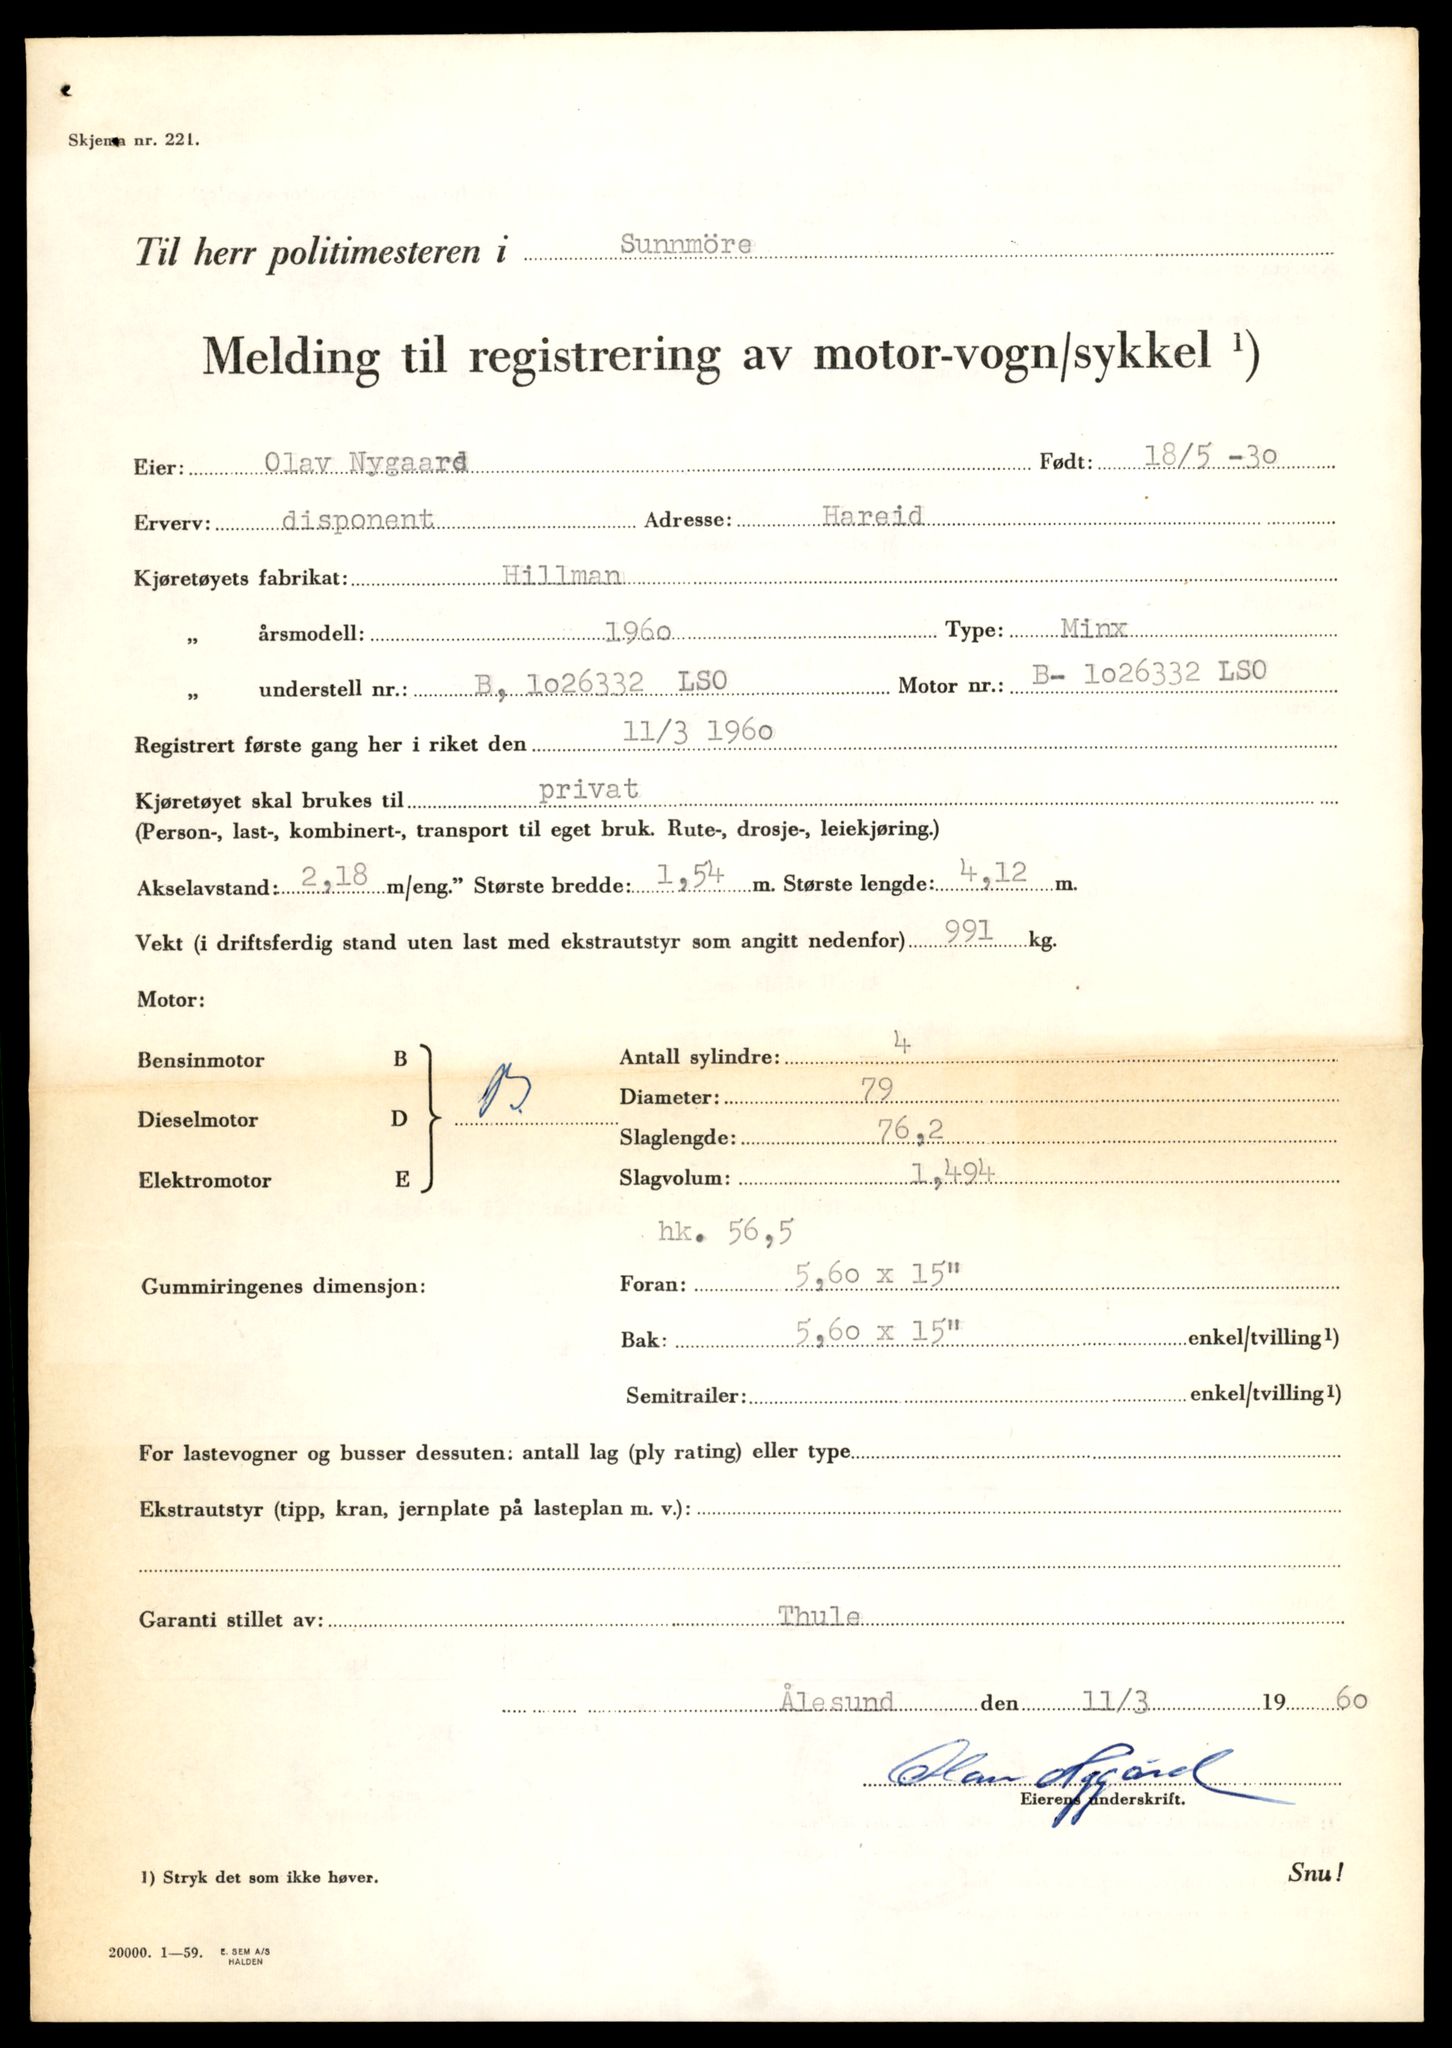 Skjema nr. 221.
Til herr politimesteren i Sunnmöre
Melding til registrering av motor-vogn/sykkel 1)
Eier: Olav Nygaard Født: 18/5 -30
Erverv: disponent Adresse: Hareid
Kjøretøyets fabrikat: Hillman
„ årsmodell: 1960 Type: Minx
„ understell nr.: B, 1026332 LSO Motor nr.: B- 1026332 LSO
Registrert første gang her i riket den 11/3 1960
Kjøretøyet skal brukes til privat
(Person-, last-, kombinert-, transport til eget bruk. Rute-, drosje-, leiekjøring.)
Akselavstand: 2,18 m/eng.” Største bredde: 1,54 m. Største lengde: 4,12 m.
Vekt (i driftsferdig stand uten last med ekstrautstyr som angitt nedenfor) 991 kg.
Motor:
Bensinmotor B
Dieselmotor D
Elektromotor E
B.
Antall sylindre: 4
Diameter: 79
Slaglengde: 76,2
Slagvolum: 1,494
hk. 56,5
Gummiringenes dimensjon: Foran: 5,60 x 15"
Bak: 5,60 x 15" enkel/tvilling1)
Semitrailer: enkel/tvilling1)
For lastevogner og busser dessuten: antall lag (ply rating) eller type
Ekstrautstyr (tipp, kran, jernplate på lasteplan m. v.):
Garanti stillet av: Thule
Ålesund den 11/3 19 60
Olav Nygård
Eierens underskrift.
1) Stryk det som ikke høver.
Snu!
20000. 1—59. E. SEM A/S
HALDEN